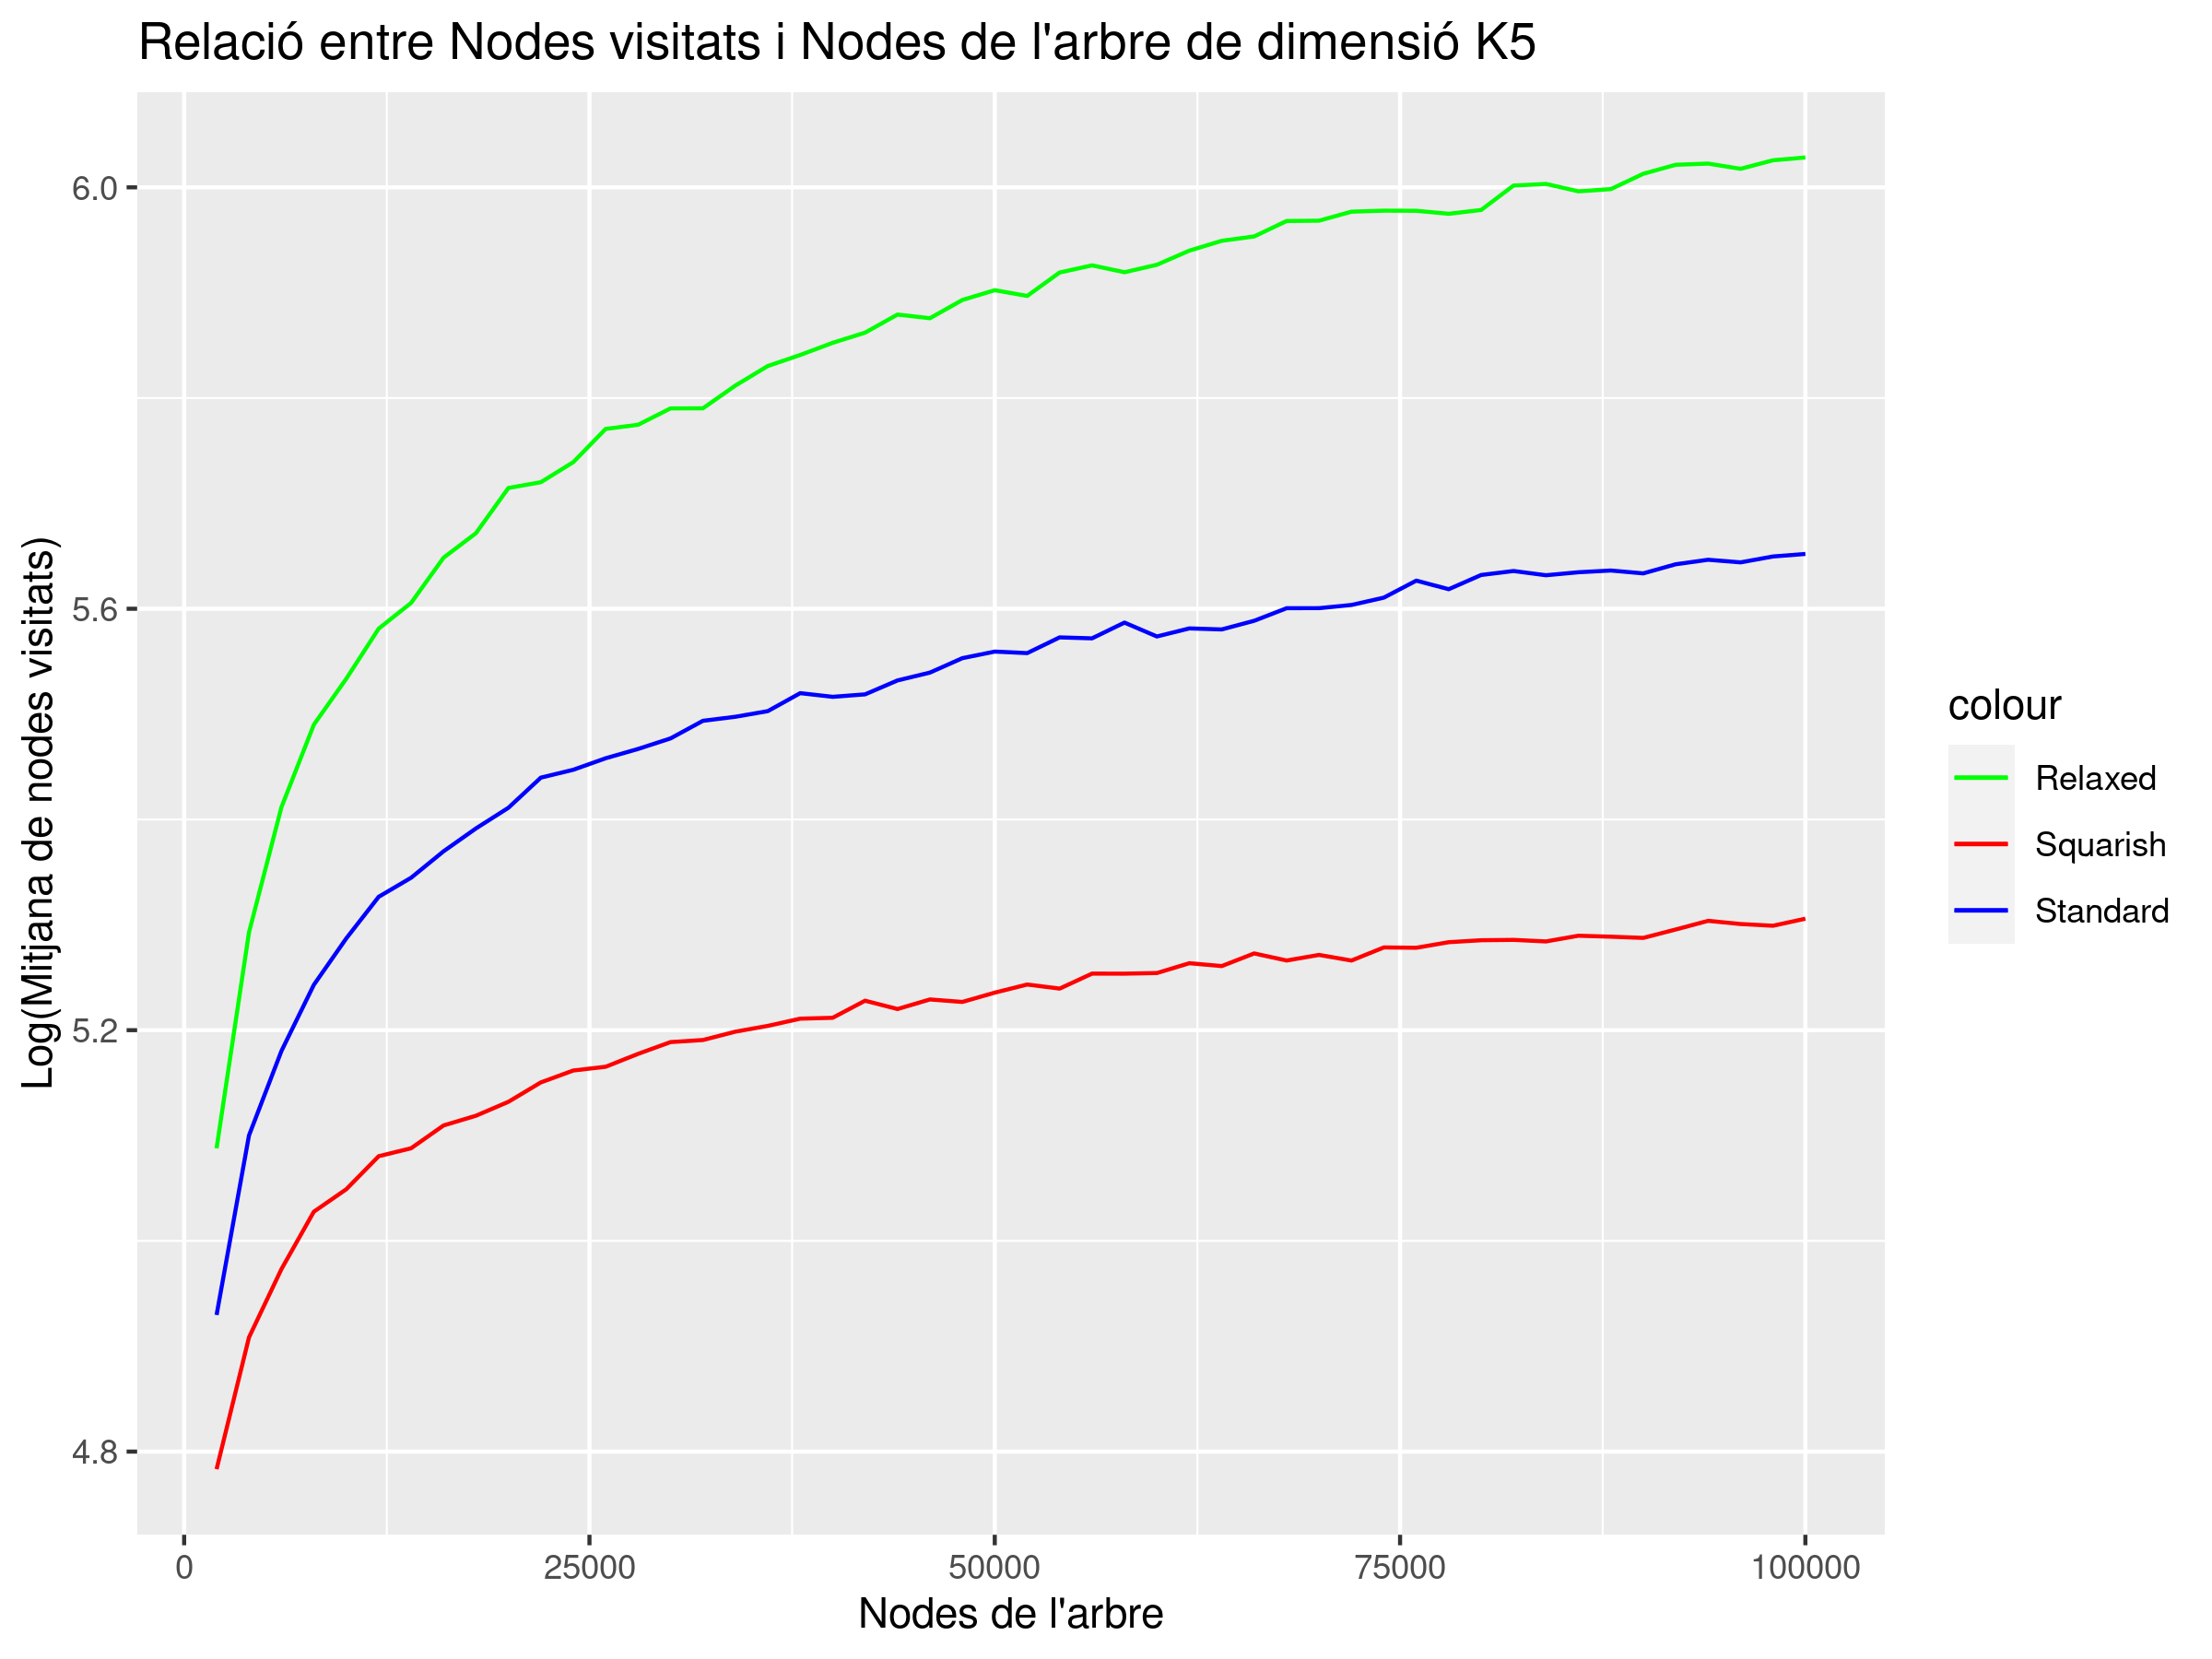 Relació entre Nodes visitats i Nodes de l'arbre de dimensió K5
Log(Mitjana de nodes visitats)
6.0
5.6
5.2
4.8
0
25000
50000
75000
100000
Nodes de l'arbre
colour
Relaxed
Squarish
Standard